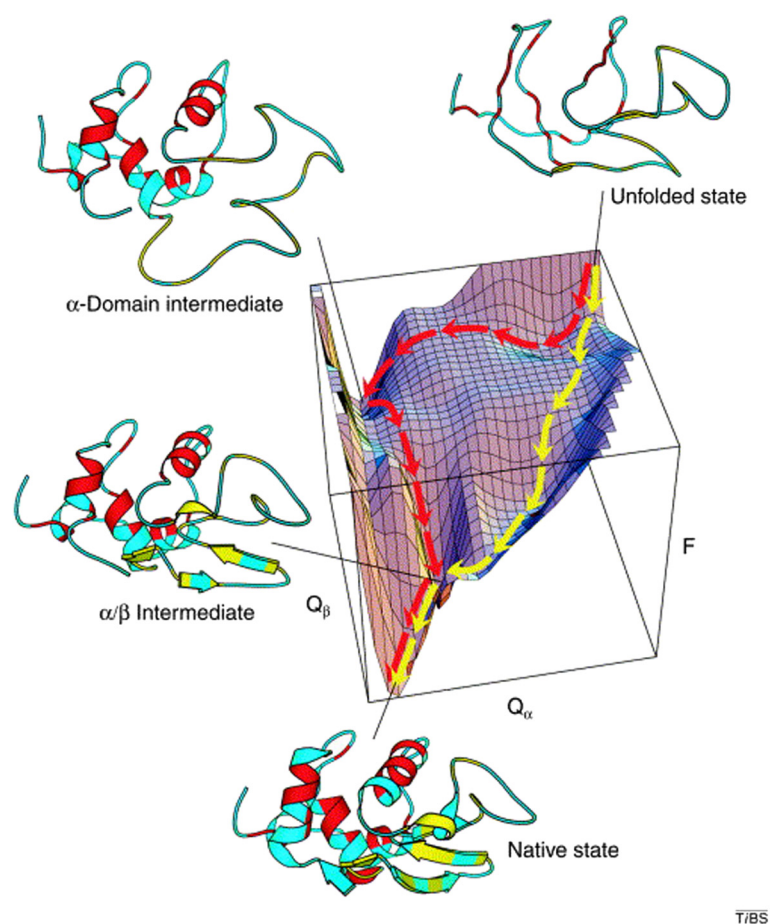 Unfolded state
α-Domain intermediate
F
α/β Intermediate
Qβ
Qα
Native state
TiBS